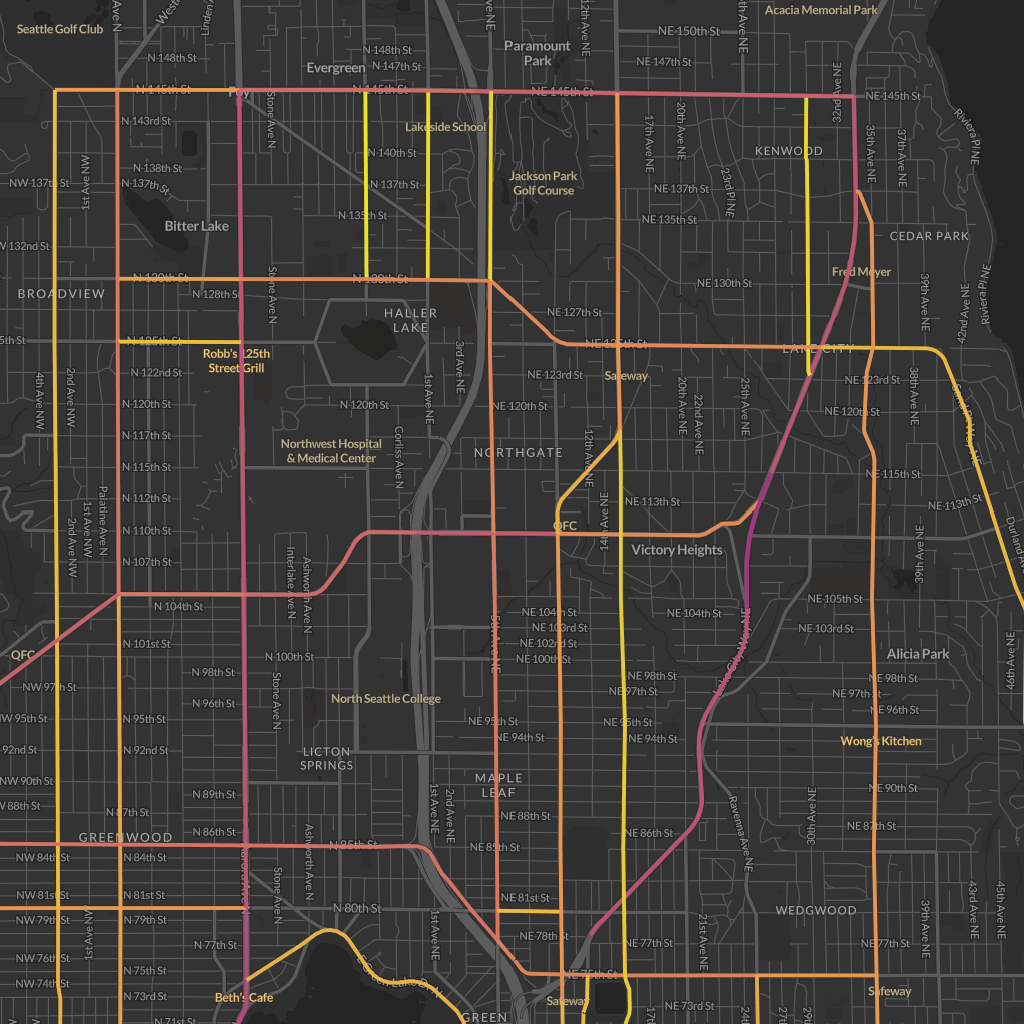 Acacia Memorial Park
Seattle Golf Club
NE 150th St
N 148th St
N 148th St
Paramount
Park
Evergreen
N 147th St
NE 147th St
N 145th St
N 145th St
NE 145th St
NE 145th St
N 143rd St
Stone Ave N
Lakeside School
17th Ave NE
20th Ave NE
32nd Ave NE
35th Ave NE
37th Ave NE
Riviera Pl NE
KENWOOD
N 140th St
N 138th St
1st Ave NW
NW 137th St
N 137th St
N 137th St
Jackson Park
Golf Course
NE 137th St
23rd Pl NE
N 135th St
NE 135th St
Bitter Lake
CEDAR PARK
W 132nd St
N 130th St
N 130th St
NE 130th St
Fred Meyer
BROADVIEW
N 128th St
Stone Ave N
39th Ave NE
42nd Ave NE
Riviera Pl NE
HALLER
LAKE
NE 127th St
N 125th St
NE 125th St
LAKE CITY
Robb's 125th
Street Grill
3rd Ave NE
N 122nd St
NE 123rd St
Safeway
NE 123rd St
4th Ave NW
2nd Ave NW
1st Ave NE
20th Ave NE
22nd Ave NE
25th Ave NE
38th Ave NE
N 120th St
N 120th St
NE 120th St
NE 120th St
N 117th St
Corliss Ave N
12th Ave NE
Northwest Hospital
& Medical Center
NORTHGATE
N 115th St
NE 115th St
N 112th St
NE 113th St
NE 113th St
Palatine Ave N
1st Ave NW
2nd Ave NW
14th Ave NE
N 110th St
QFC
Victory Heights
39th Ave NE
N 107th St
Interlake Ave N
Ashworth Ave N
NE 105th St
N 104th St
NE 104th St
NE 104th St
NE 103rd St
NE 103rd St
N 101st St
NE 102nd St
NE 100th St
N 100th St
5th Ave NE
Lake City Way NE
46th Ave NE
QFC
Alicia Park
N 98th St
NE 98th St
NE 98th St
NW 97th St
NE 97th St
NE 97th St
N 96th St
North Seattle College
NE 96th St
Stone Ave N
W 95th St
N 95th St
NE 95th St
NE 95th St
NE 94th St
NE 94th St
Wong's Kitchen
92nd St
N 92nd St
LICTON
SPRINGS
NW 90th St
N 89th St
MAPLE
LEAF
NE 90th St
1st Ave NE
2nd Ave NE
Ravenna Ave NE
30th Ave NE
W 88th St
N 87th St
NE 88th St
NE 87th St
GREENWOOD
N 86th St
NE 86th St
N 85th St
NE 85th St
NW 84th St
N 84th St
Ashworth Ave N
Stone Ave N
43rd Ave NE
45th Ave NE
NW 81st St
N 81st St
NE 81st St
NW 79th St
N 79th St
N 80th St
WEDGWOOD
1st Ave NW
1st Ave NE
21st Ave NE
39th Ave NE
N 77th St
NE 78th St
NE 77th St
NE 77th St
NW 76th St
N 75th St
NE 75th St
NW 74th St
E Green Lake Dr N
N 73rd St
Beth's Cafe
Safeway
NE 73rd St
Safeway
GREEN
N 71st St
17th
24th
27th
29th